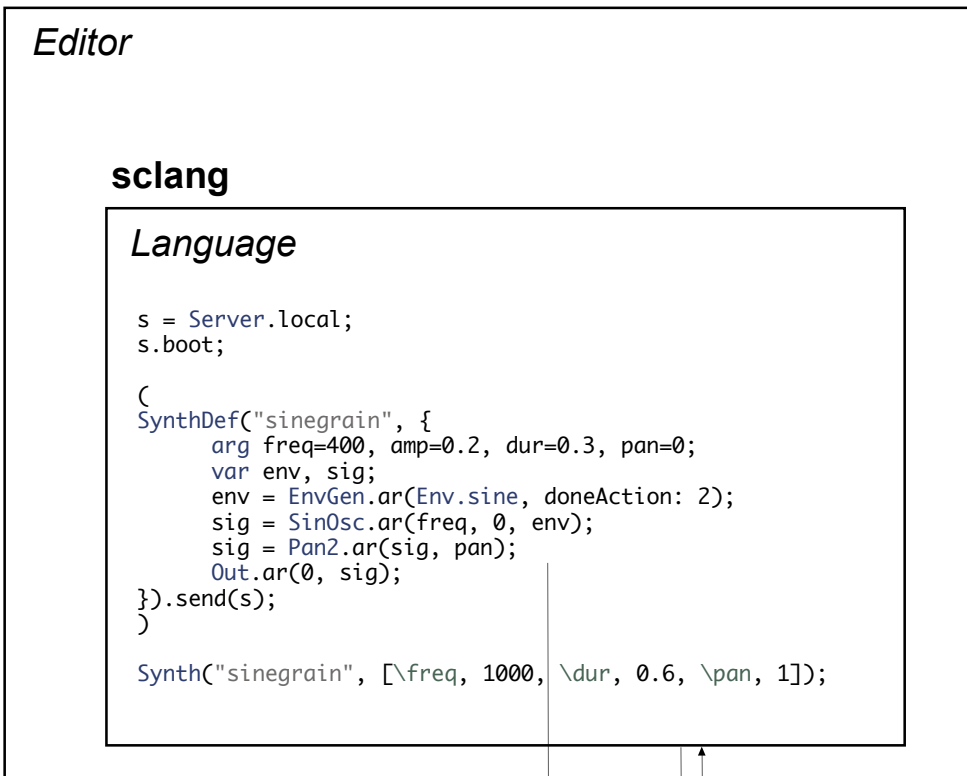 Editor
sclang
Language
s = Server.local;
s.boot;
(
SynthDef("sinegrain", {
arg freq=400, amp=0.2, dur=0.3, pan=0;
var env, sig;
env = EnvGen.ar(Env.sine, doneAction: 2);
sig = SinOsc.ar(freq, 0, env);
sig = Pan2.ar(sig, pan);
Out.ar(0, sig);
}).send(s);
)
Synth("sinegrain", [\freq, 1000, \dur, 0.6, \pan, 1]);